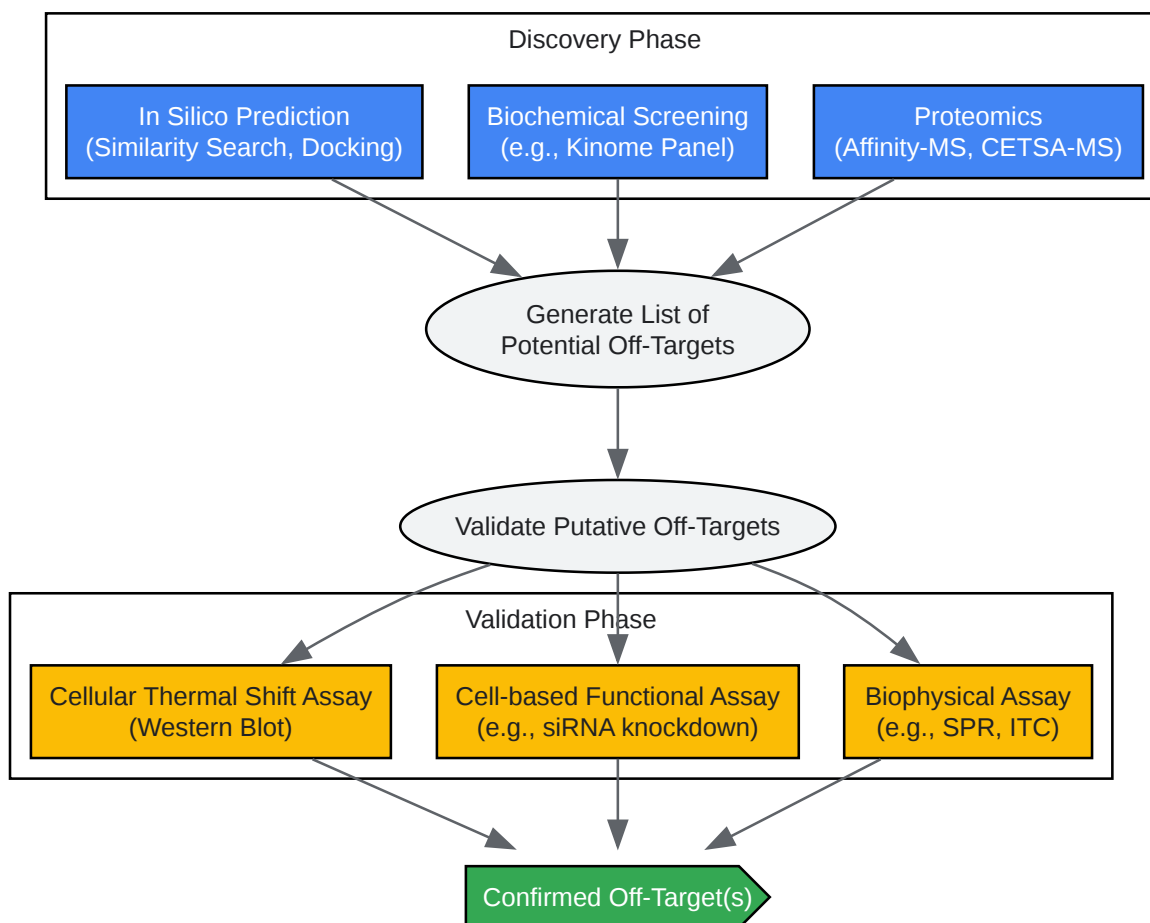 Discovery Phase
In Silico Prediction
(Similarity Search, Docking)
Biochemical Screening
(e.g., Kinome Panel)
Proteomics
(Affinity-MS, CETSA-MS)
Generate List of
Potential Off-Targets
Validate Putative Off-Targets
Validation Phase
Cellular Thermal Shift Assay
(Western Blot)
Cell-based Functional Assay
(e.g., siRNA knockdown)
Biophysical Assay
(e.g., SPR, ITC)
Confirmed Off-Target(s)